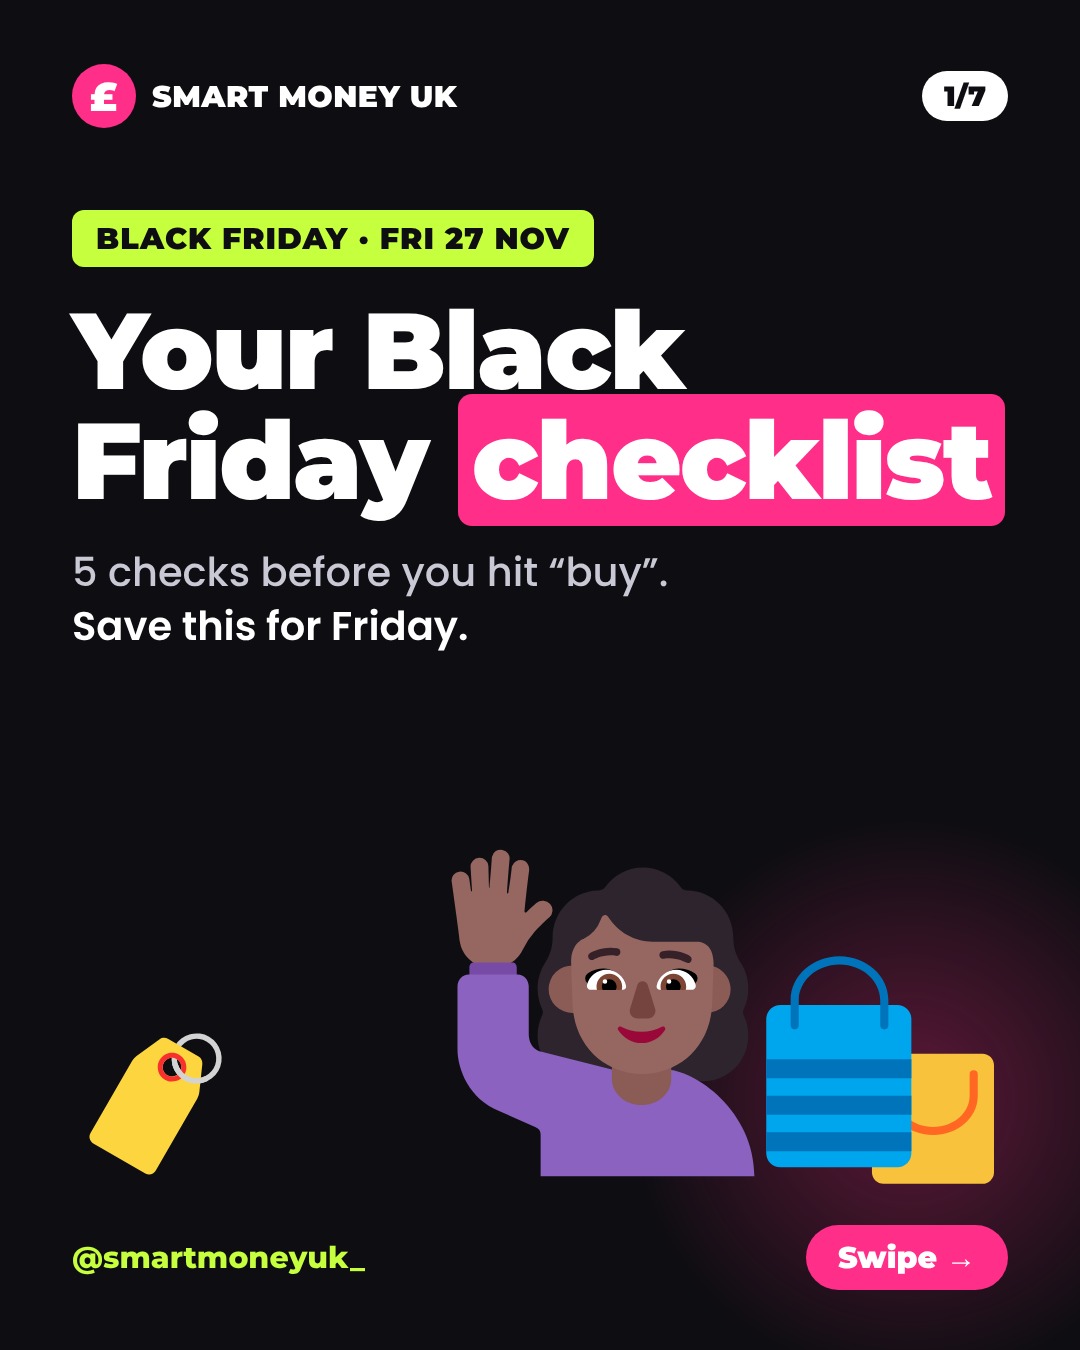 £ SMART MONEY UK
1/7
BLACK FRIDAY • FRI 27 NOV
Your Black
Friday checklist
5 checks before you hit “buy”.
Save this for Friday.
@smartmoneyuk_
Swipe →